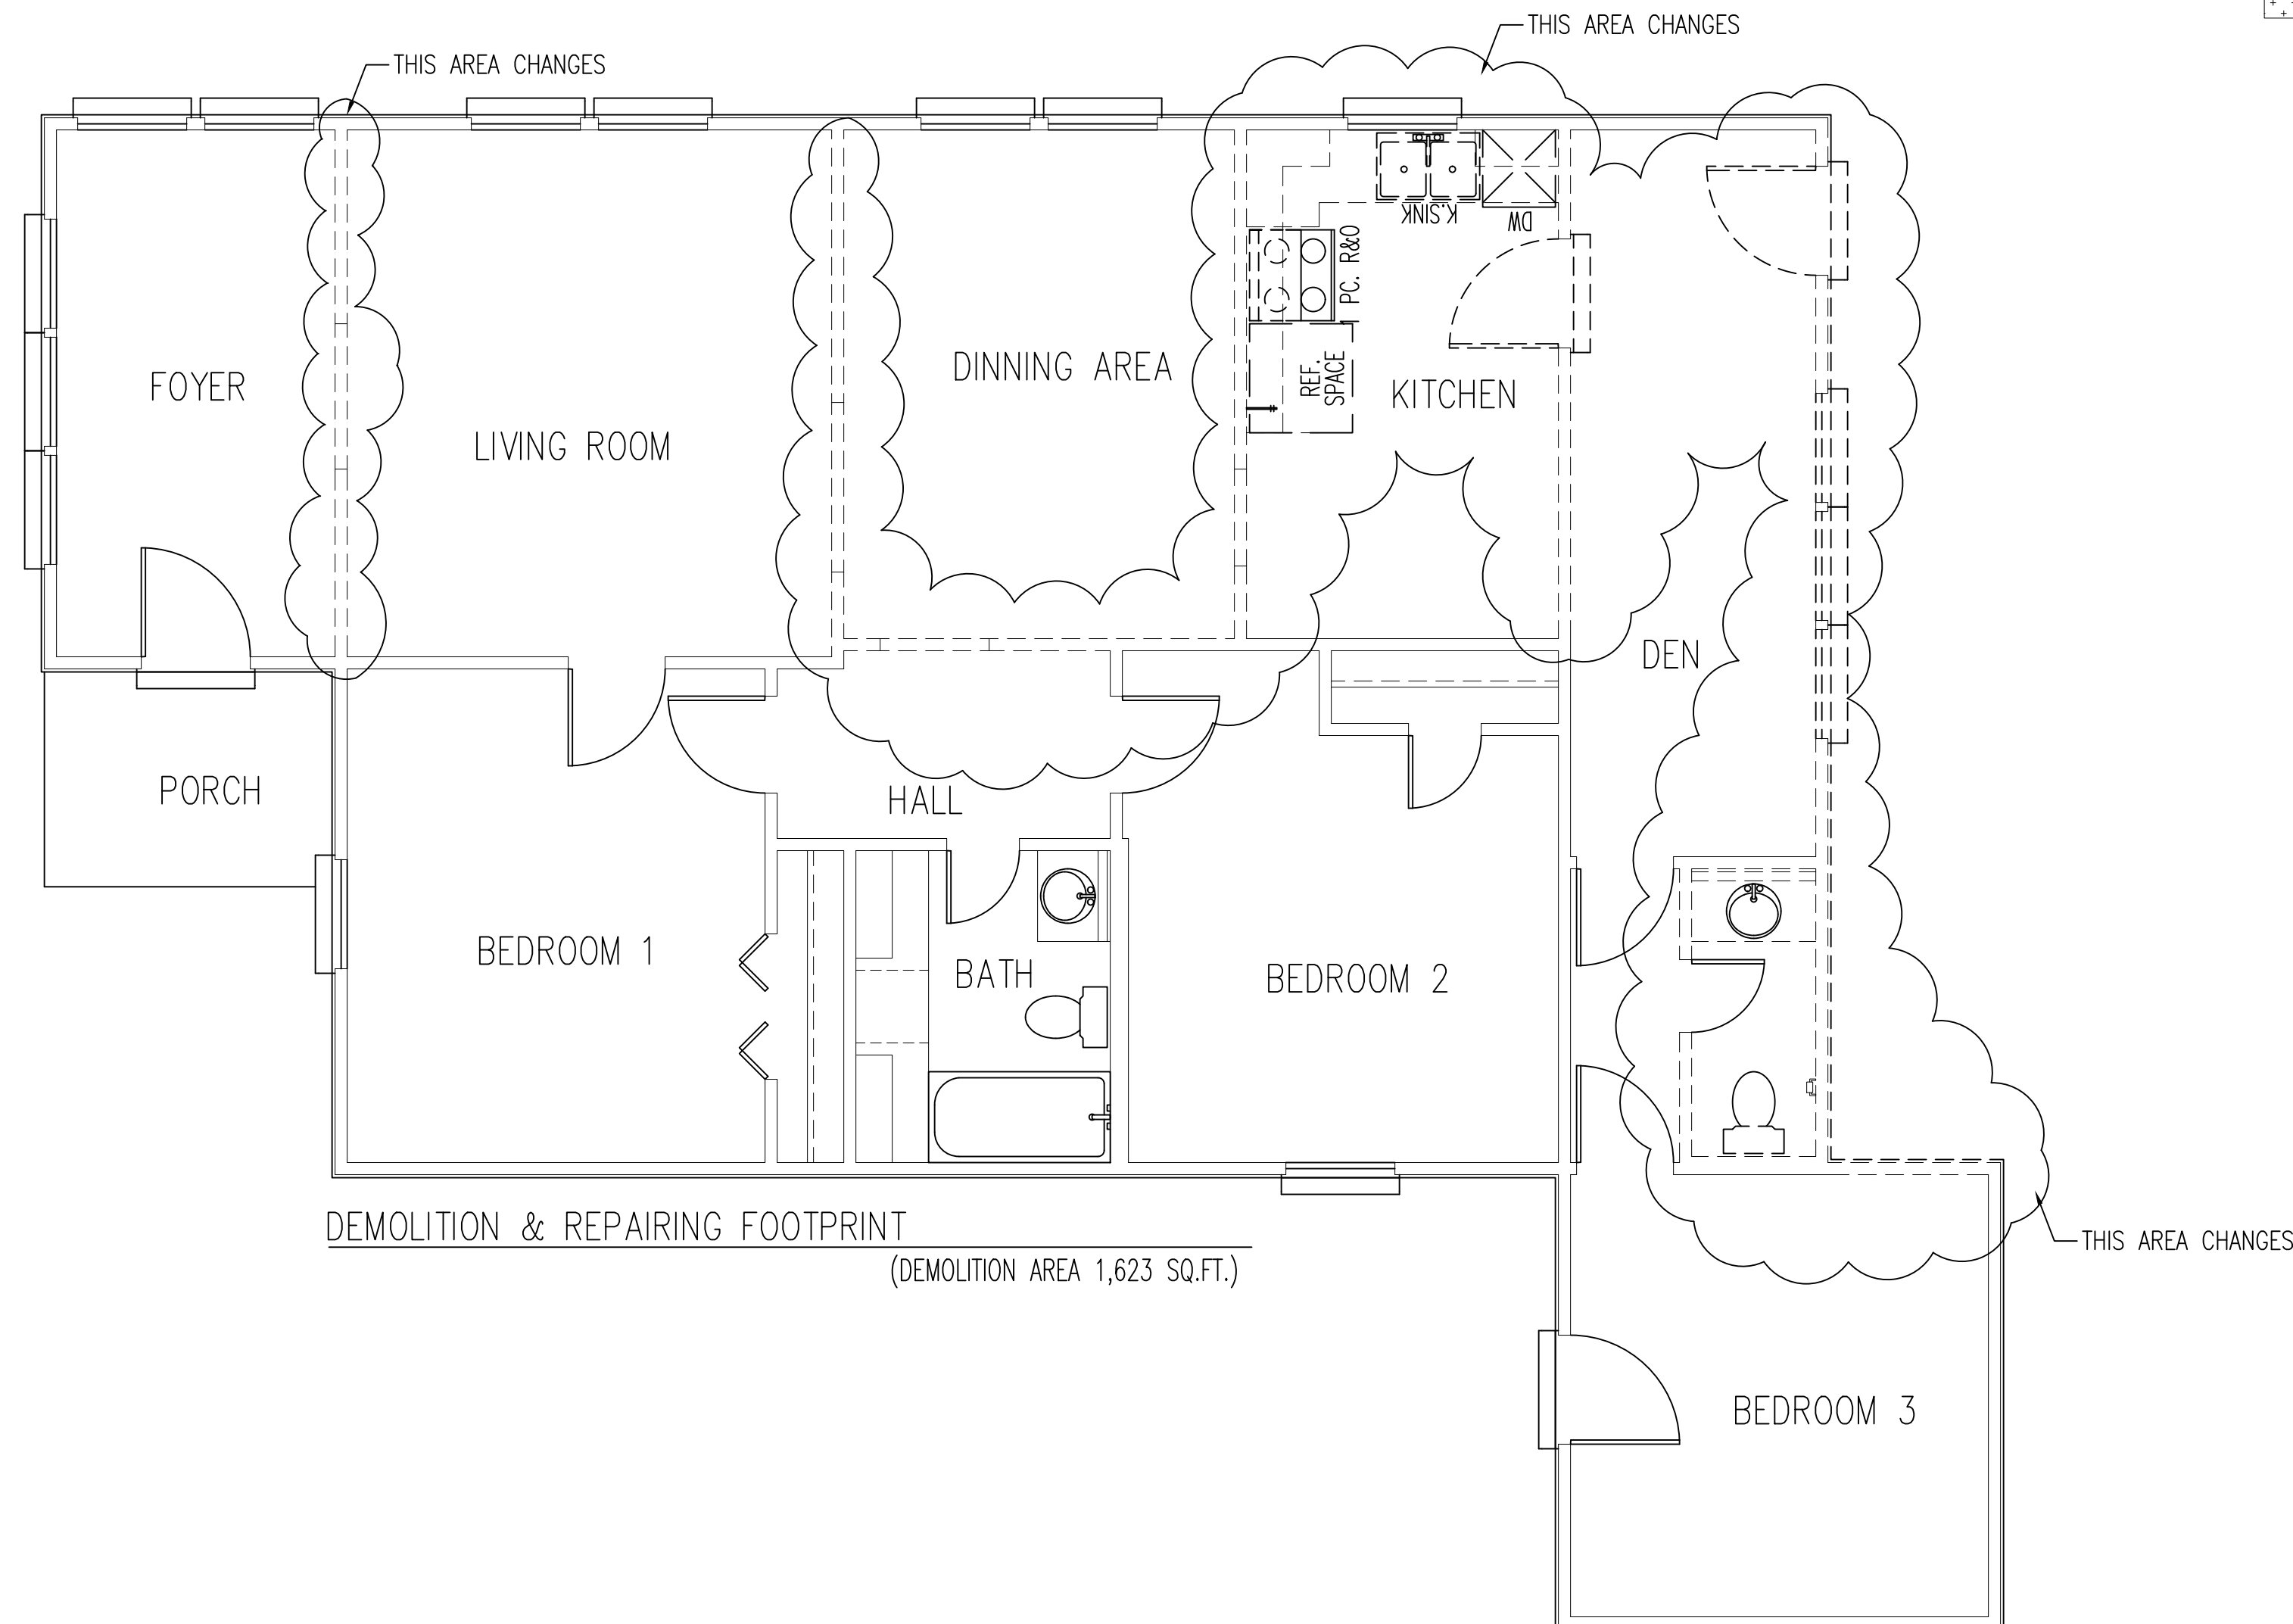 THIS AREA CHANGES
THIS AREA CHANGES
K.SINK
DW
PC. R&O
FOYER
DINNING AREA
REF.
SPACE
KITCHEN
LIVING ROOM
DEN
PORCH
HALL
BEDROOM 1
BATH
BEDROOM 2
DEMOLITION & REPAIRING FOOTPRINT
(DEMOLITION AREA 1,623 SQ.FT.)
THIS AREA CHANGES
BEDROOM 3